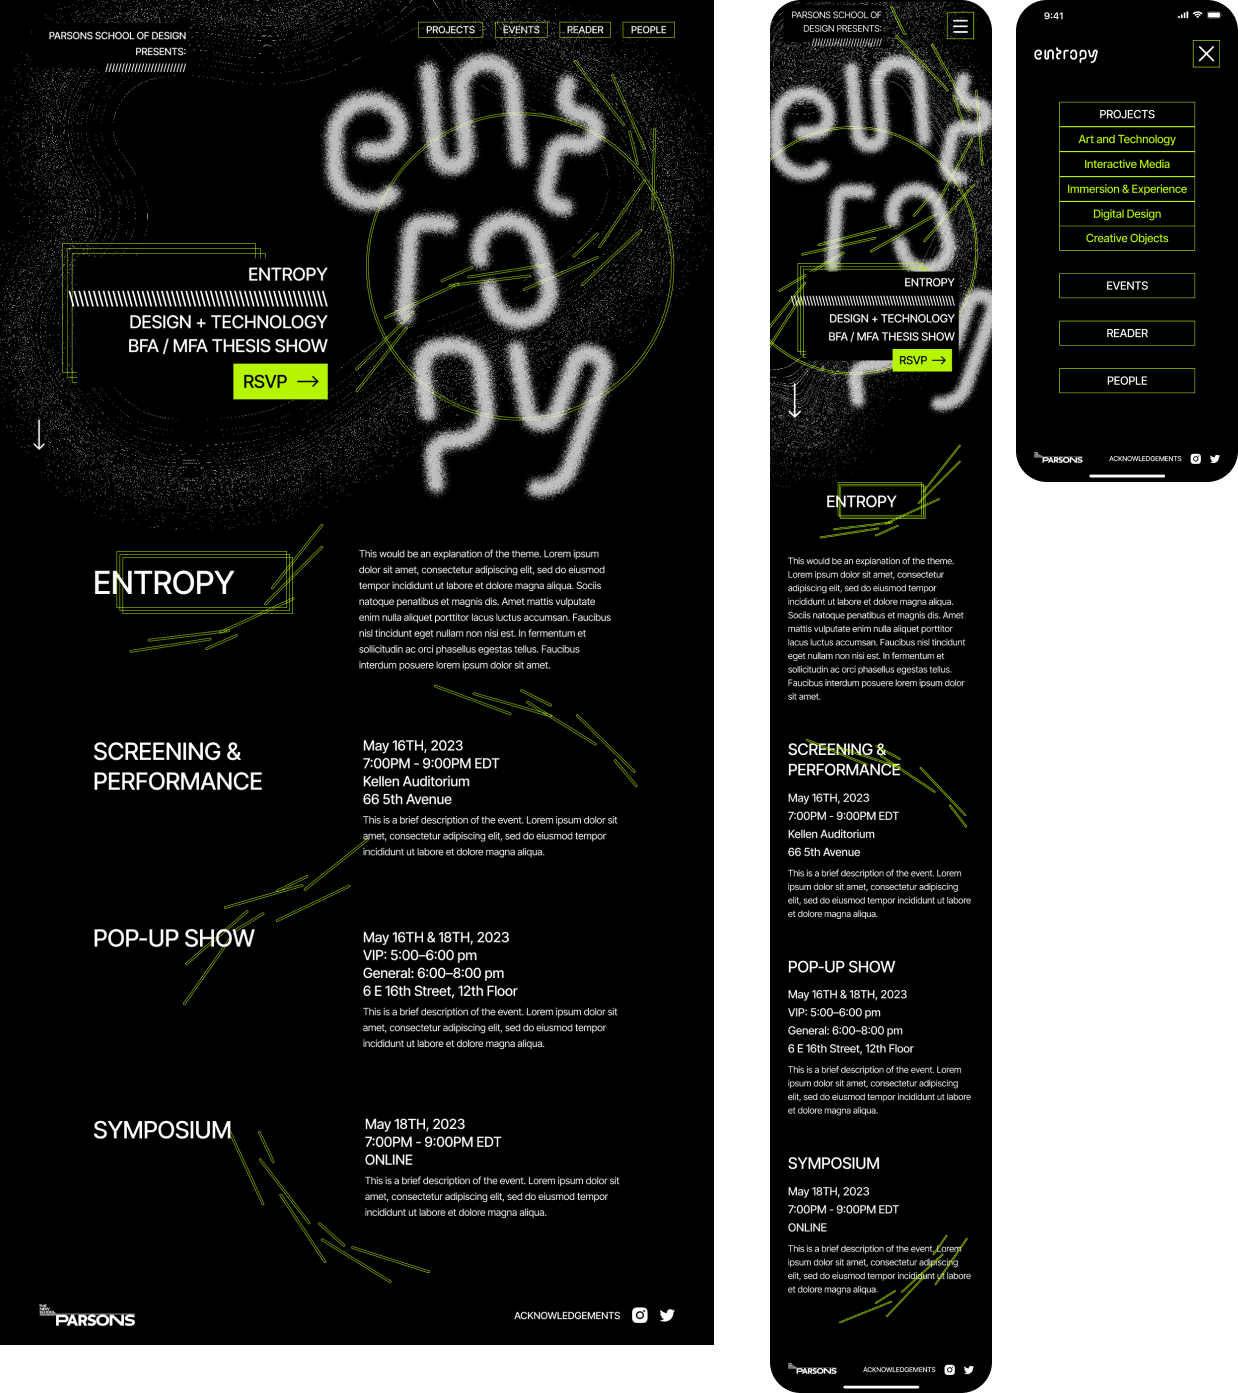 PARSONS SCHOOL OF DESIGN
PRESENTS:
PROJECTS
EVENTS
READER
PEOPLE
entropy
ENTROPY
DESIGN + TECHNOLOGY
BFA / MFA THESIS SHOW
RSVP
ENTROPY
This would be an explanation of the theme. Lorem ipsum
dolor sit amet, consectetur adipiscing elit, sed do eiusmod
tempor incididunt ut labore et dolore magna aliqua. Sociis
natoque penatibus et magnis dis. Amet mattis vulputate
enim nulla aliquet porttitor lacus luctus accumsan. Faucibus
nisl tincidunt eget nullam non nisi est. In fermentum et
sollicitudin ac orci phasellus egestas tellus. Faucibus
interdum posuere lorem ipsum dolor sit amet.
SCREENING &
PERFORMANCE
May 16TH, 2023
7:00PM - 9:00PM EDT
Kellen Auditorium
66 5th Avenue
This is a brief description of the event. Lorem ipsum dolor sit
amet, consectetur adipiscing elit, sed do eiusmod tempor
incididunt ut labore et dolore magna aliqua.
POP-UP SHOW
May 16TH & 18TH, 2023
VIP: 5:00–6:00 pm
General: 6:00–8:00 pm
6 E 16th Street, 12th Floor
This is a brief description of the event. Lorem ipsum dolor sit
amet, consectetur adipiscing elit, sed do eiusmod tempor
incididunt ut labore et dolore magna aliqua.
SYMPOSIUM
May 18TH, 2023
7:00PM - 9:00PM EDT
ONLINE
This is a brief description of the event. Lorem ipsum dolor sit
amet, consectetur adipiscing elit, sed do eiusmod tempor
incididunt ut labore et dolore magna aliqua.
THE NEW SCHOOL
PARSONS
ACKNOWLEDGEMENTS
PARSONS SCHOOL OF
DESIGN PRESENTS:
entropy
ENTROPY
DESIGN + TECHNOLOGY
BFA / MFA THESIS SHOW
RSVP
ENTROPY
This would be an explanation of the theme.
Lorem ipsum dolor sit amet, consectetur
adipiscing elit, sed do eiusmod tempor
incididunt ut labore et dolore magna aliqua.
Sociis natoque penatibus et magnis dis. Amet
mattis vulputate enim nulla aliquet porttitor
lacus luctus accumsan. Faucibus nisl tincidunt
eget nullam non nisi est. In fermentum et
sollicitudin ac orci phasellus egestas tellus.
Faucibus interdum posuere lorem ipsum dolor
sit amet.
SCREENING &
PERFORMANCE
May 16TH, 2023
7:00PM - 9:00PM EDT
Kellen Auditorium
66 5th Avenue
This is a brief description of the event. Lorem
ipsum dolor sit amet, consectetur adipiscing
elit, sed do eiusmod tempor incididunt ut labore
et dolore magna aliqua.
POP-UP SHOW
May 16TH & 18TH, 2023
VIP: 5:00–6:00 pm
General: 6:00–8:00 pm
6 E 16th Street, 12th Floor
This is a brief description of the event. Lorem
ipsum dolor sit amet, consectetur adipiscing
elit, sed do eiusmod tempor incididunt ut labore
et dolore magna aliqua.
SYMPOSIUM
May 18TH, 2023
7:00PM - 9:00PM EDT
ONLINE
This is a brief description of the event. Lorem
ipsum dolor sit amet, consectetur adipiscing
elit, sed do eiusmod tempor incididunt ut labore
et dolore magna aliqua.
PARSONS
ACKNOWLEDGEMENTS
9:41
entropy
PROJECTS
Art and Technology
Interactive Media
Immersion & Experience
Digital Design
Creative Objects
EVENTS
READER
PEOPLE
PARSONS
ACKNOWLEDGEMENTS